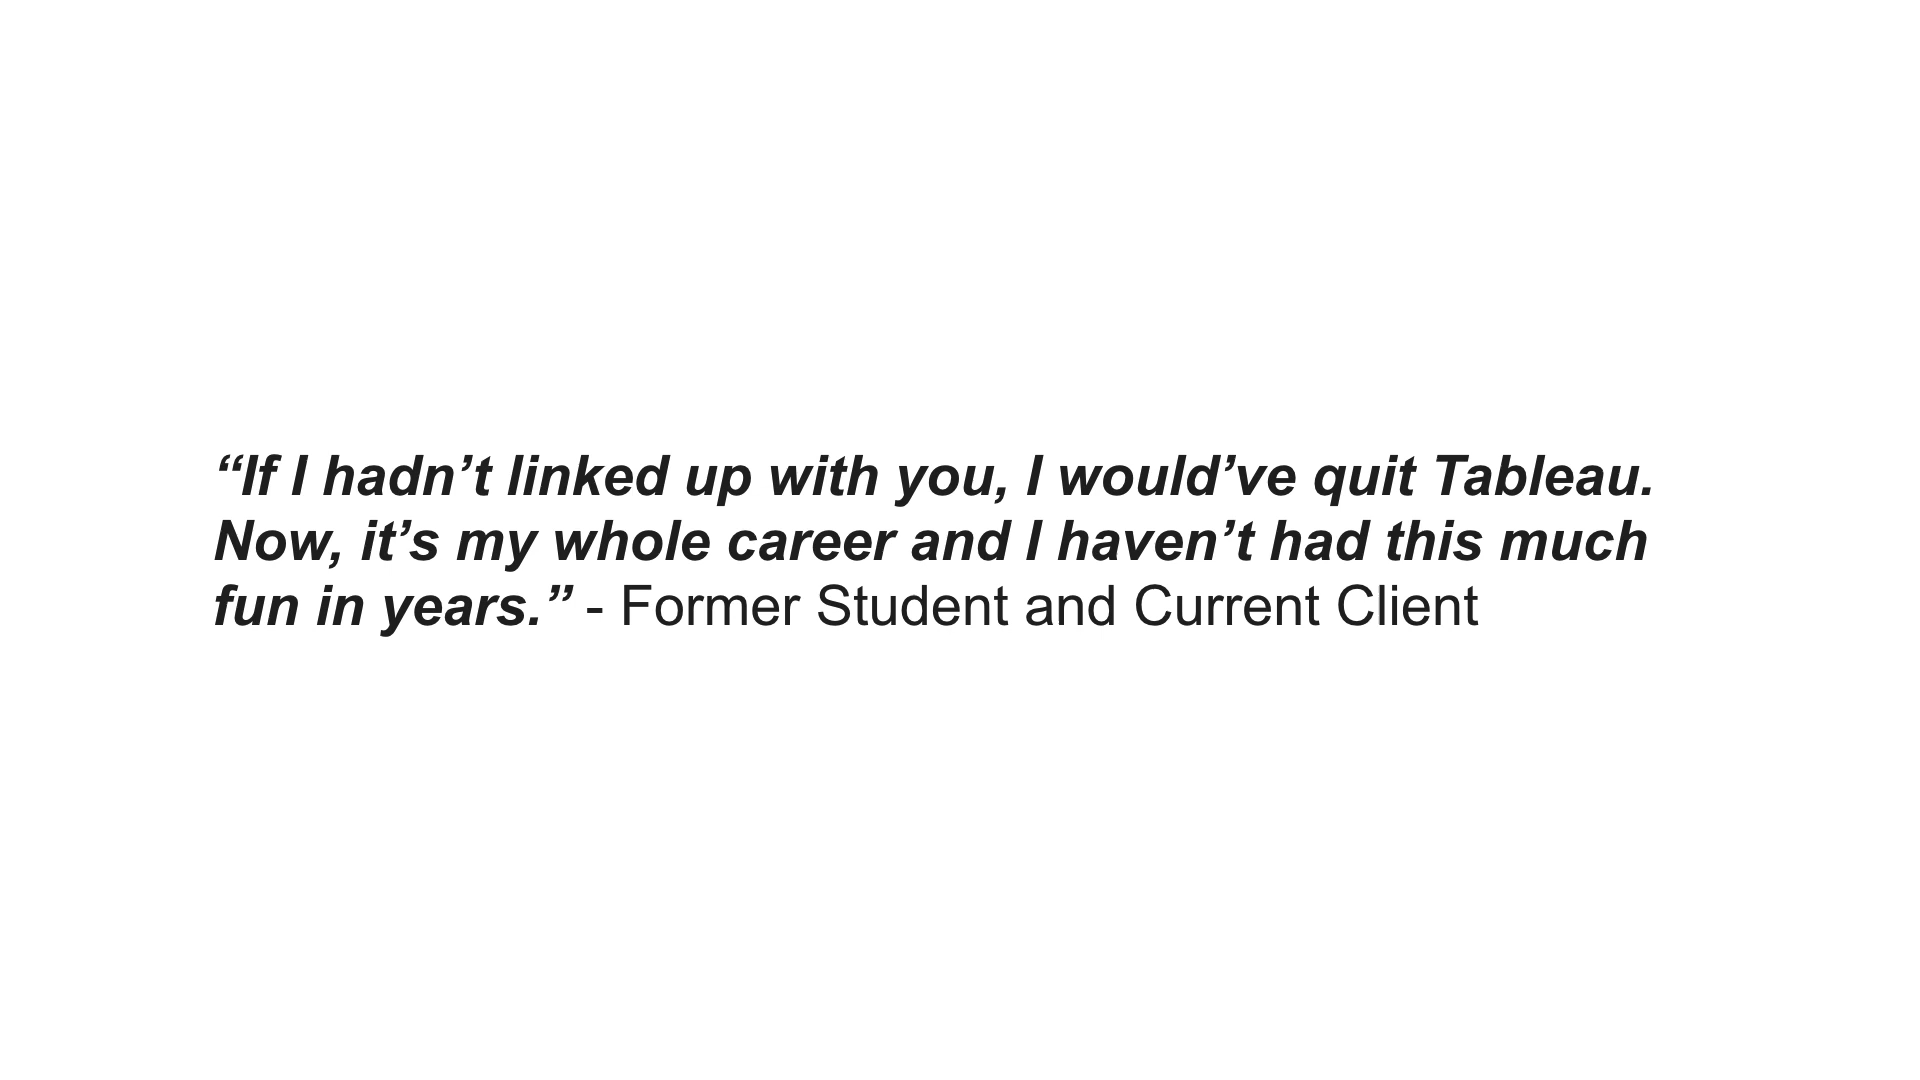 “If I hadn’t linked up with you, I would’ve quit Tableau.
Now, it’s my whole career and I haven’t had this much
fun in years.” - Former Student and Current Client